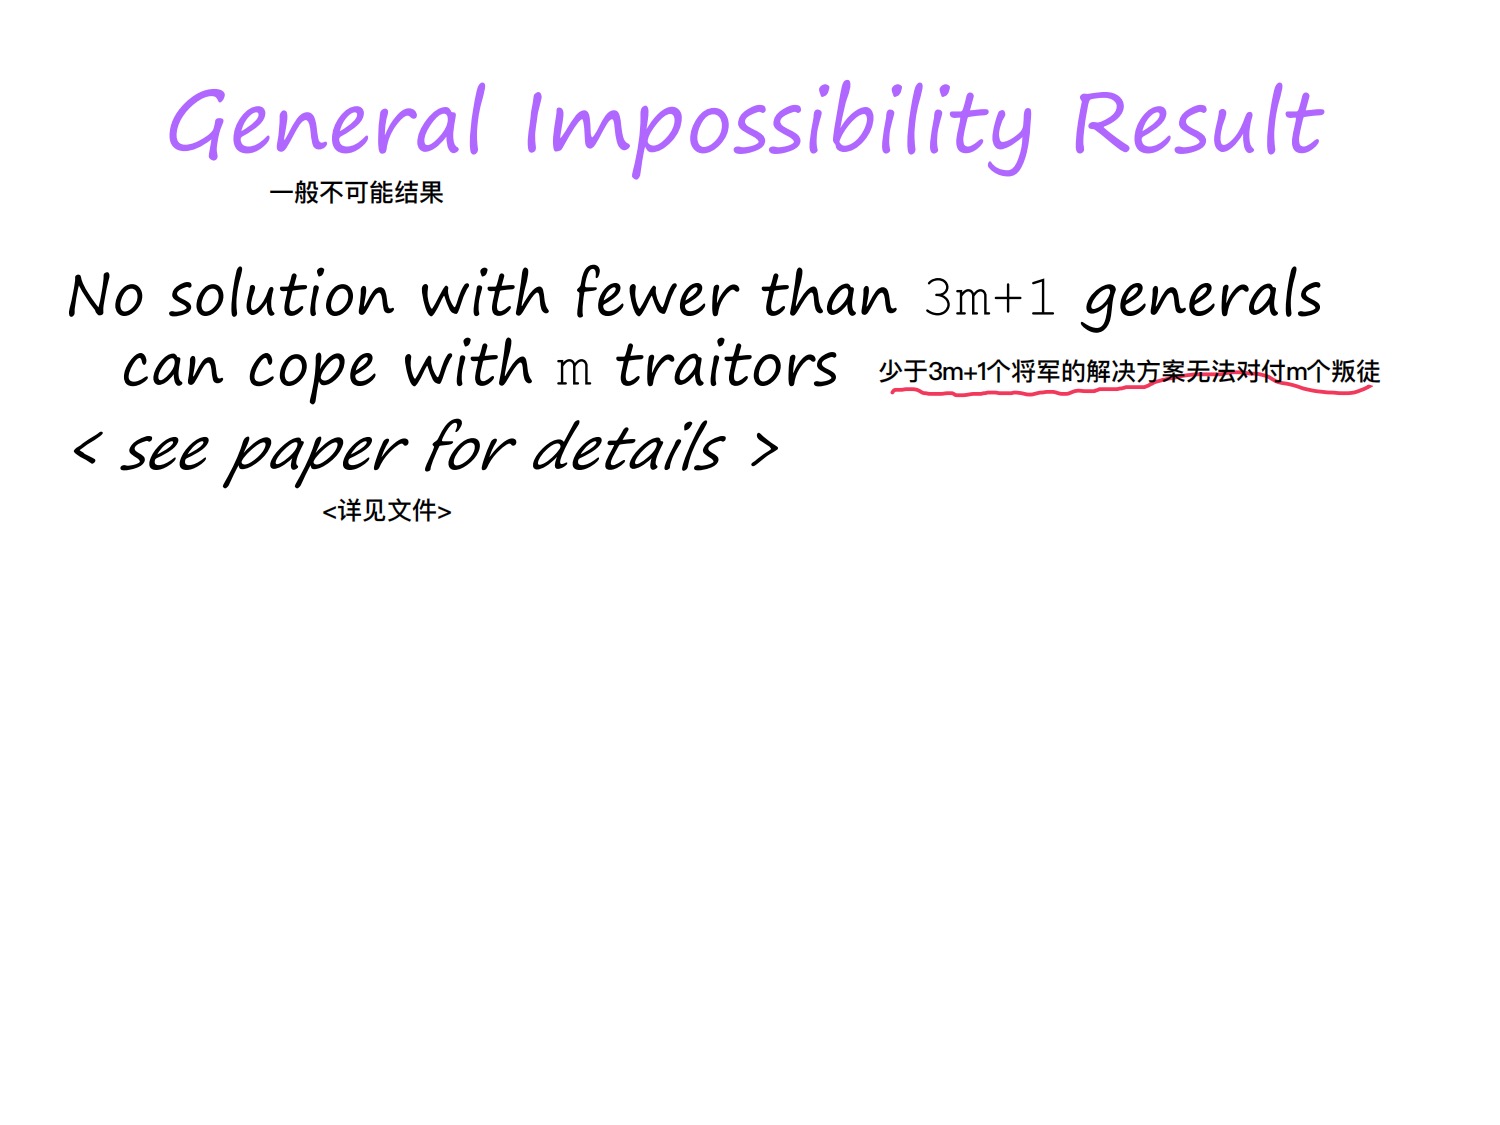 General Impossibility Result
一般不可能结果
No solution with fewer than 3m+1 generals
can cope with m traitors
少于3m+1个将军的解决方案无法对付m个叛徒
< see paper for details >
<详见文件>